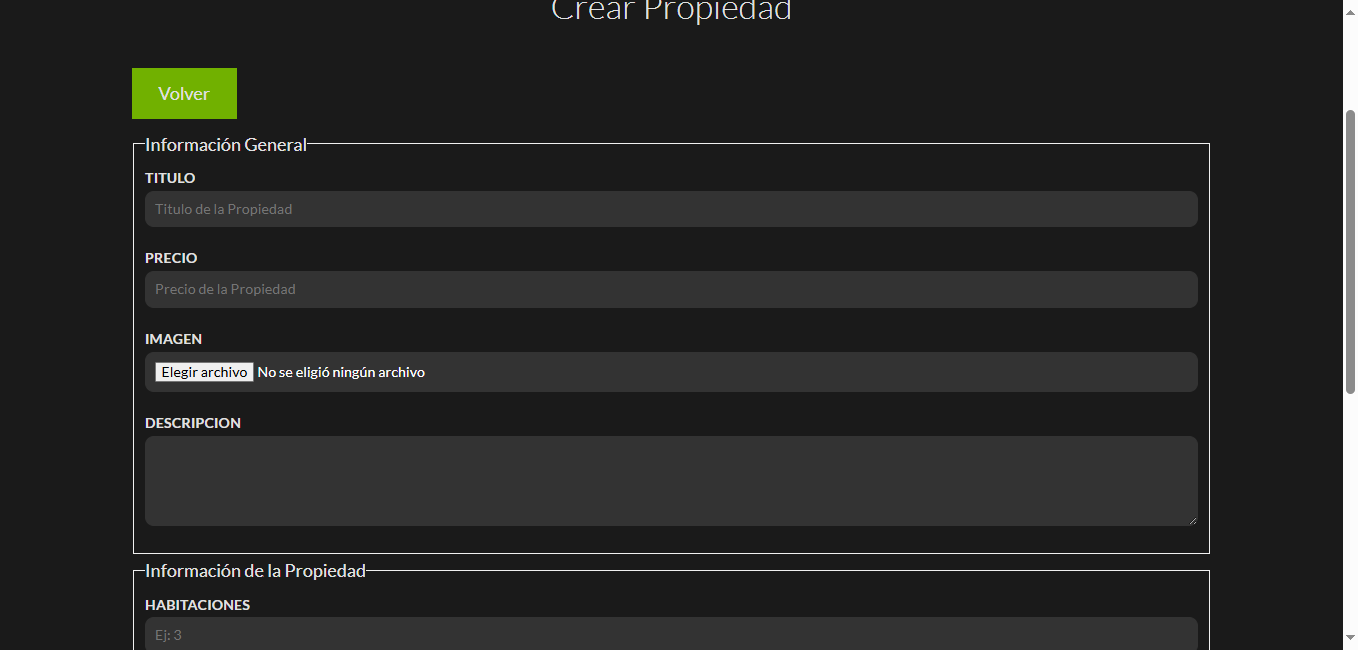 Crear Propiedad
Volver
Información General
TITULO
Titulo de la Propiedad
PRECIO
Precio de la Propiedad
IMAGEN
Elegir archivo No se eligió ningún archivo
DESCRIPCION
Información de la Propiedad
HABITACIONES
Ej: 3